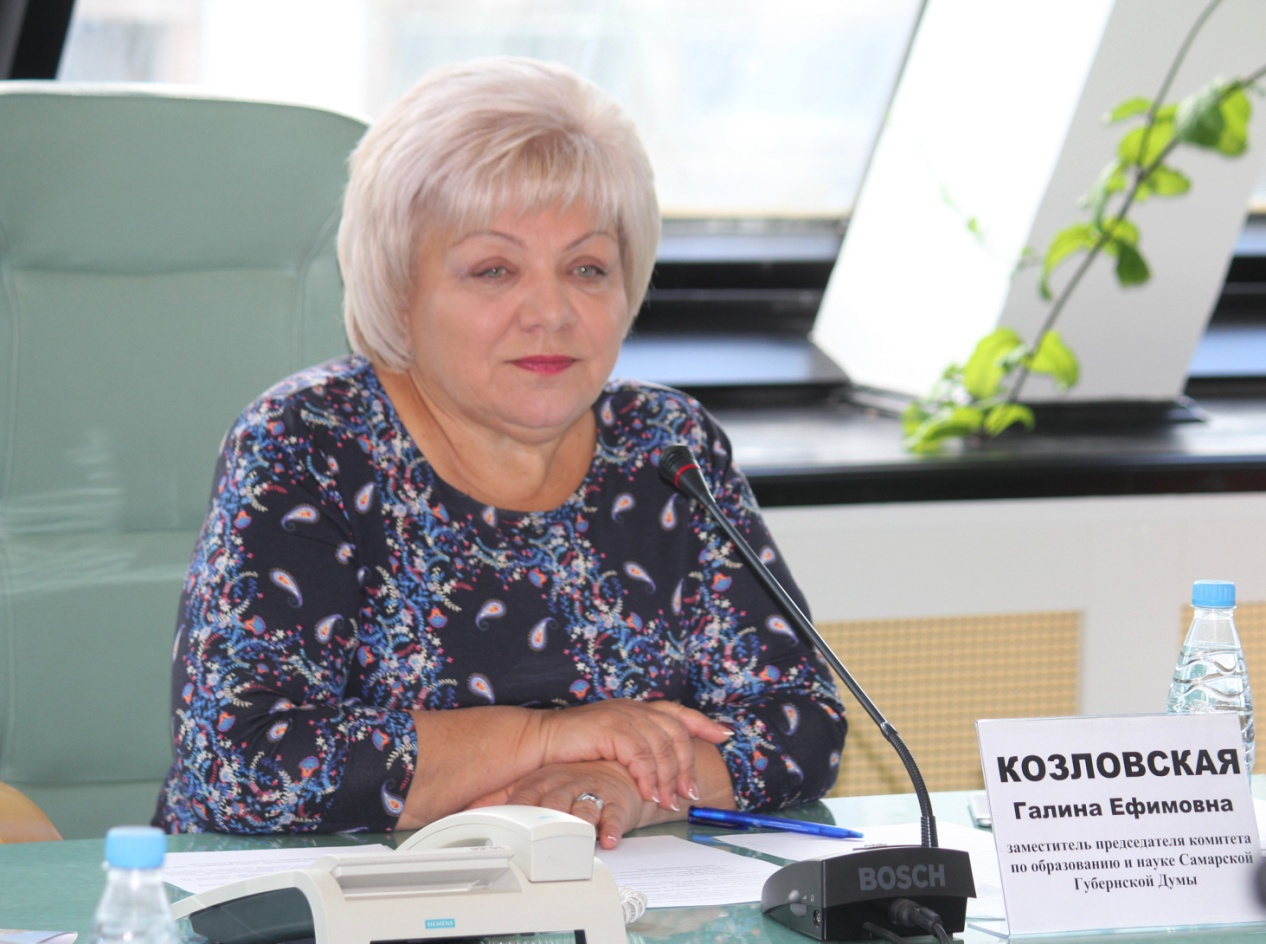 КОЗЛОВСКАЯ
Галина Ефимовна
заместитель председателя комитета
по образованию и науке Самарской
Губернской Думы
BOSCH
SIEMENS